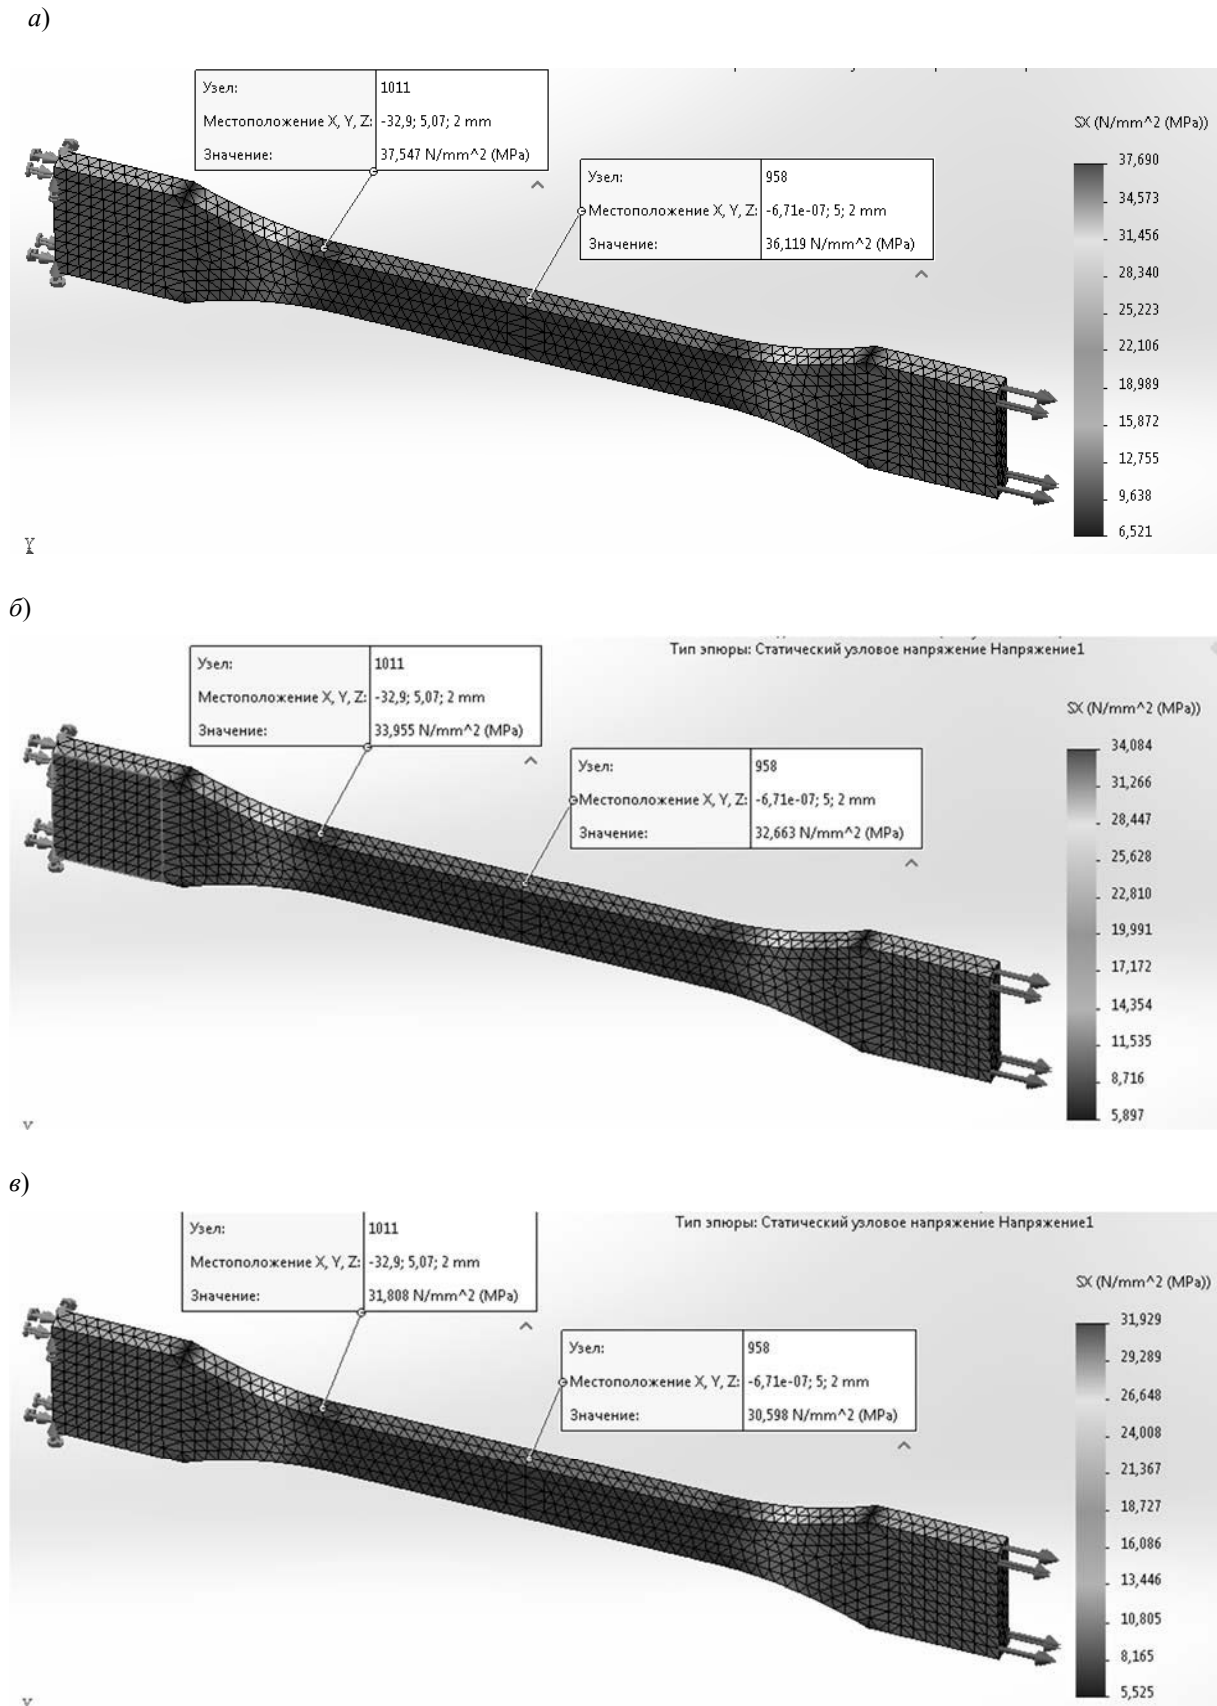 а)
Узел: 1011
Местоположение X, Y, Z: -32,9; 5,07; 2 mm
Значение: 37,547 N/mm^2 (MPa)
Узел: 958
Местоположение X, Y, Z: -6,71e-07; 5; 2 mm
Значение: 36,119 N/mm^2 (MPa)
SX (N/mm^2 (MPa))
37,690
34,573
31,456
28,340
25,223
22,106
18,989
15,872
12,755
9,638
6,521
Y
б)
Тип эпюры: Статический узловое напряжение Напряжение1
Узел: 1011
Местоположение X, Y, Z: -32,9; 5,07; 2 mm
Значение: 33,955 N/mm^2 (MPa)
Узел: 958
Местоположение X, Y, Z: -6,71e-07; 5; 2 mm
Значение: 32,663 N/mm^2 (MPa)
SX (N/mm^2 (MPa))
34,084
31,266
28,447
25,628
22,810
19,991
17,172
14,354
11,535
8,716
5,897
в)
Тип эпюры: Статический узловое напряжение Напряжение1
Узел: 1011
Местоположение X, Y, Z: -32,9; 5,07; 2 mm
Значение: 31,808 N/mm^2 (MPa)
Узел: 958
Местоположение X, Y, Z: -6,71e-07; 5; 2 mm
Значение: 30,598 N/mm^2 (MPa)
SX (N/mm^2 (MPa))
31,929
29,289
26,648
24,008
21,367
18,727
16,086
13,446
10,805
8,165
5,525